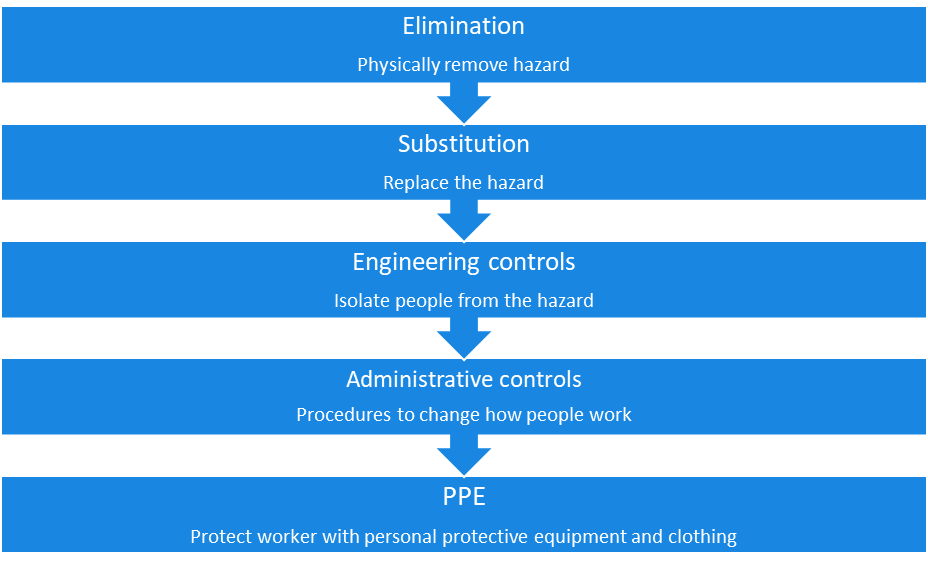 Elimination
Physically remove hazard
Substitution
Replace the hazard
Engineering controls
Isolate people from the hazard
Administrative controls
Procedures to change how people work
PPE
Protect worker with personal protective equipment and clothing